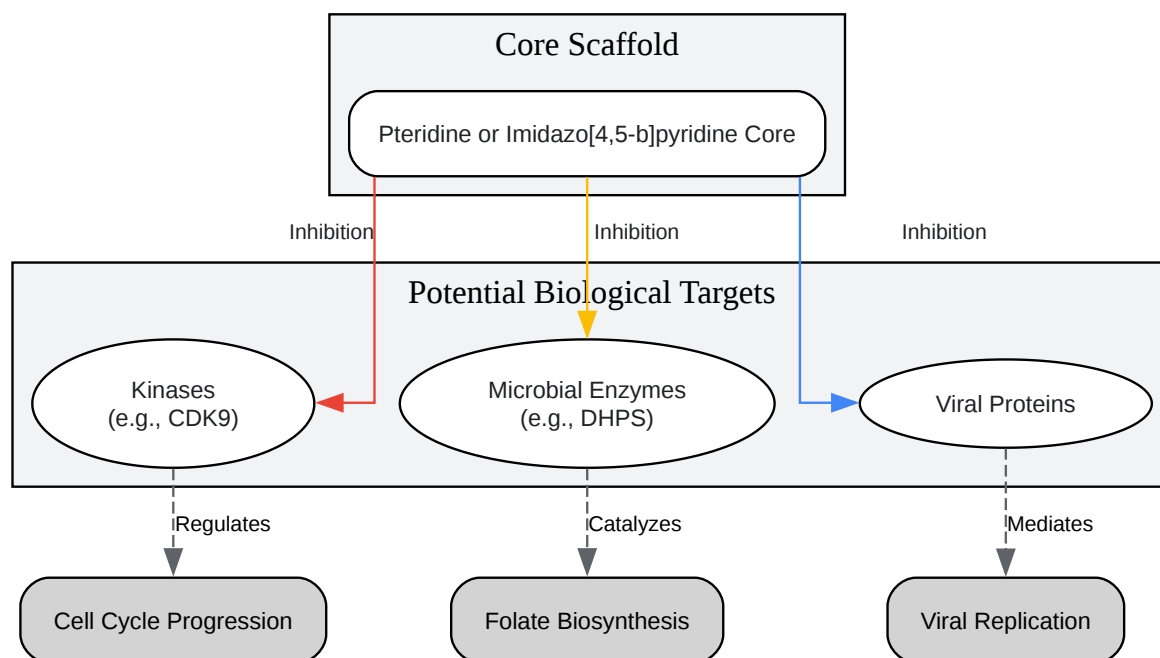 Core Scaffold
Pteridine or Imidazo[4,5-b]pyridine Core
Inhibition
Inhibition
Inhibition
Potential Biological Targets
Kinases
(e.g., CDK9)
Microbial Enzymes
(e.g., DHPS)
Viral Proteins
Regulates
Catalyzes
Mediates
Cell Cycle Progression
Folate Biosynthesis
Viral Replication